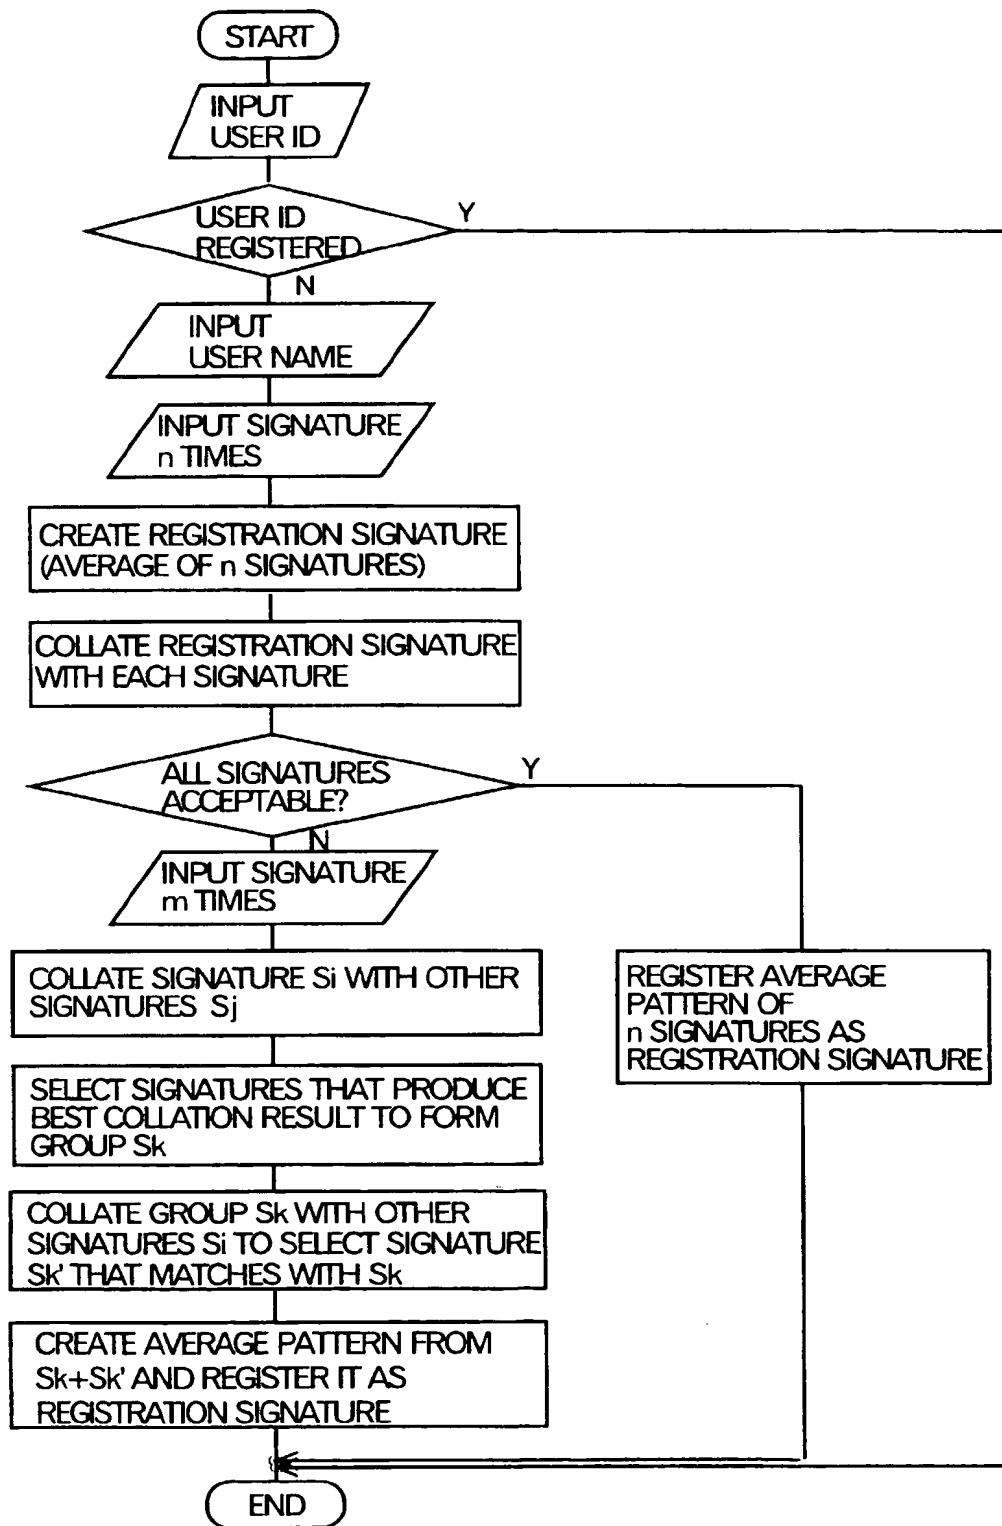 START
INPUT
USER ID
USER ID
REGISTERED
Y
N
INPUT
USER NAME
INPUT SIGNATURE
n TIMES
CREATE REGISTRATION SIGNATURE
(AVERAGE OF n SIGNATURES)
COLLATE REGISTRATION SIGNATURE
WITH EACH SIGNATURE
ALL SIGNATURES
ACCEPTABLE?
Y
N
INPUT SIGNATURE
m TIMES
COLLATE SIGNATURE Si WITH OTHER
SIGNATURES Sj
SELECT SIGNATURES THAT PRODUCE
BEST COLLATION RESULT TO FORM
GROUP Sk
COLLATE GROUP Sk WITH OTHER
SIGNATURES Si TO SELECT SIGNATURE
Sk' THAT MATCHES WITH Sk
CREATE AVERAGE PATTERN FROM
Sk+Sk' AND REGISTER IT AS
REGISTRATION SIGNATURE
REGISTER AVERAGE
PATTERN OF
n SIGNATURES AS
REGISTRATION SIGNATURE
END